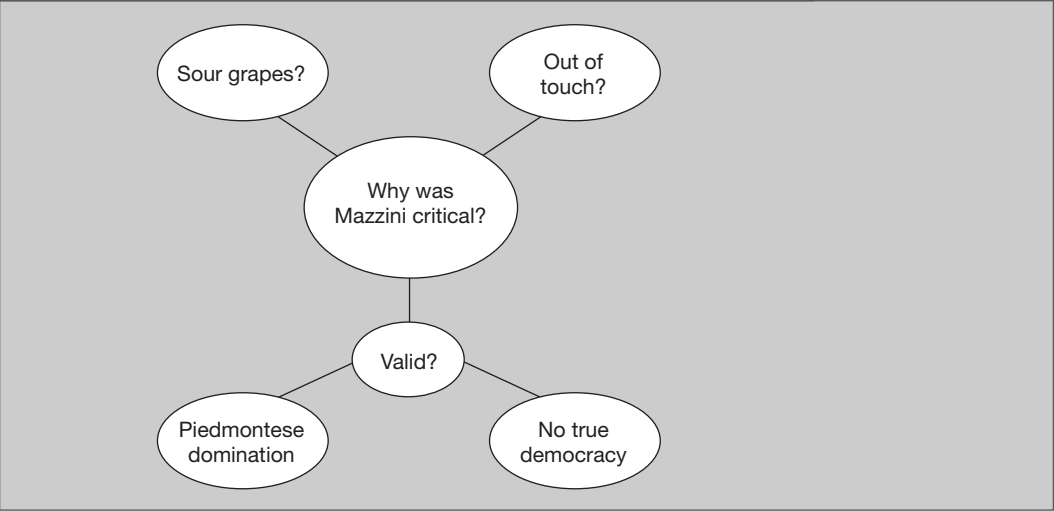 Sour grapes?
Out of
touch?
Why was
Mazzini critical?
Valid?
Piedmontese
domination
No true
democracy